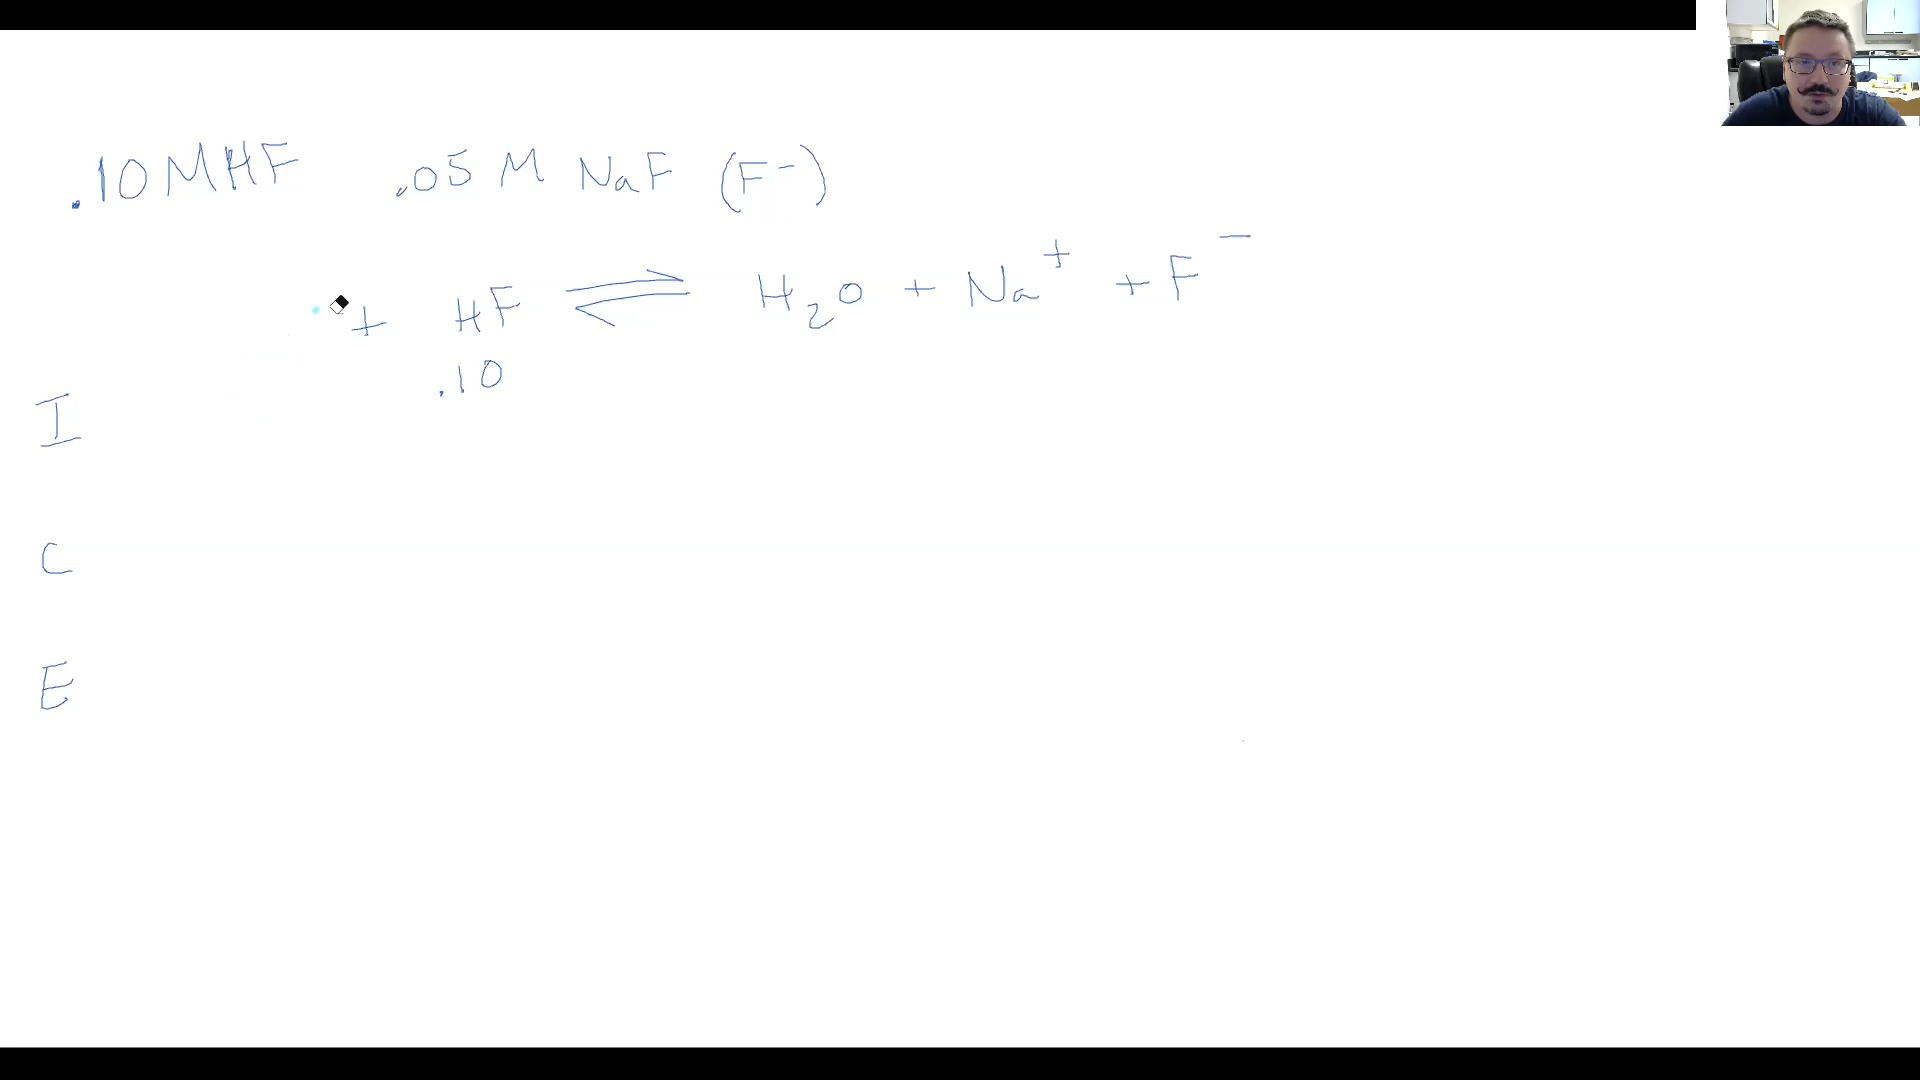 .10 M HF .05 M NaF (F⁻)
+ HF ⇌ H₂O + Na⁺ + F⁻
.10
I
C
E